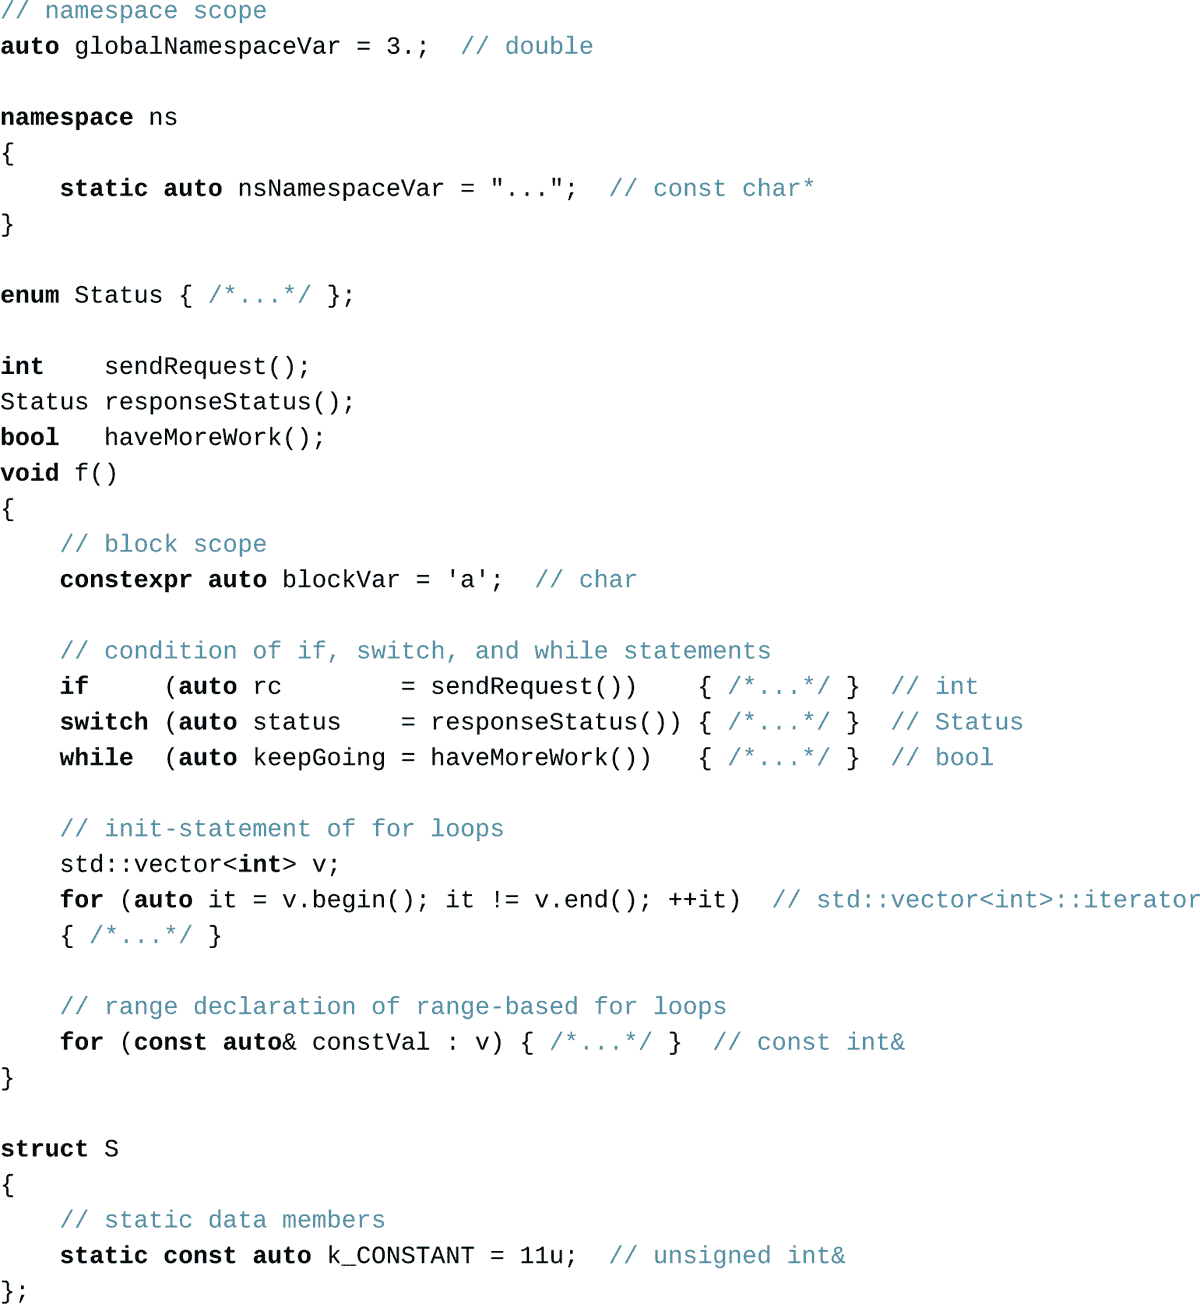 // namespace scope
auto globalNamespaceVar = 3.;  // double

namespace ns
{
    static auto nsNamespaceVar = "...";  // const char*
}

enum Status { /*...*/ };

int    sendRequest();
Status responseStatus();
bool   haveMoreWork();
void f()
{
    // block scope
    constexpr auto blockVar = 'a';  // char

    // condition of if, switch, and while statements
    if     (auto rc        = sendRequest())    { /*...*/ }  // int
    switch (auto status    = responseStatus()) { /*...*/ }  // Status
    while  (auto keepGoing = haveMoreWork())   { /*...*/ }  // bool

    // init-statement of for loops
    std::vector<int> v;
    for (auto it = v.begin(); it != v.end(); ++it)  // std::vector<int>::iterator
    { /*...*/ }

    // range declaration of range-based for loops
    for (const auto& constVal : v) { /*...*/ }  // const int&
}

struct S
{
    // static data members
    static const auto k_CONSTANT = 11u;  // unsigned int&
};